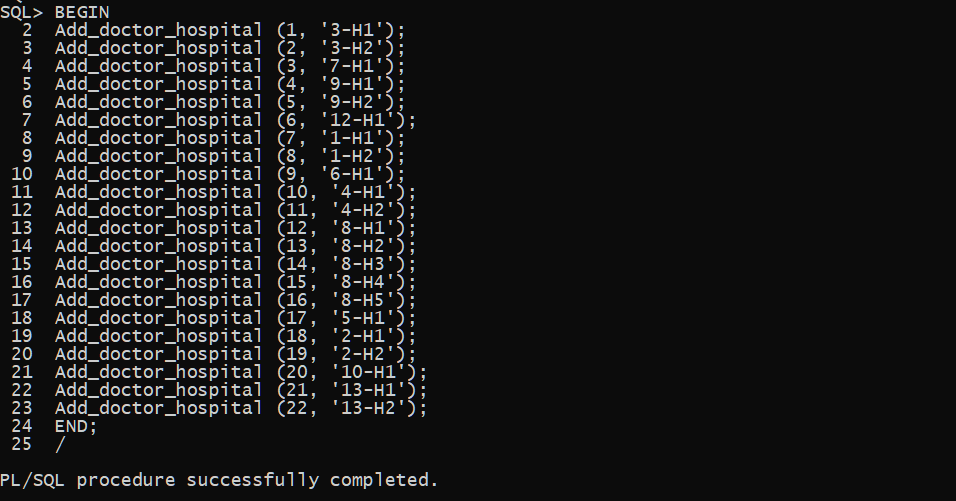 SQL> BEGIN
  2  Add_doctor_hospital (1, '3-H1');
  3  Add_doctor_hospital (2, '3-H2');
  4  Add_doctor_hospital (3, '7-H1');
  5  Add_doctor_hospital (4, '9-H1');
  6  Add_doctor_hospital (5, '9-H2');
  7  Add_doctor_hospital (6, '12-H1');
  8  Add_doctor_hospital (7, '1-H1');
  9  Add_doctor_hospital (8, '1-H2');
 10  Add_doctor_hospital (9, '6-H1');
 11  Add_doctor_hospital (10, '4-H1');
 12  Add_doctor_hospital (11, '4-H2');
 13  Add_doctor_hospital (12, '8-H1');
 14  Add_doctor_hospital (13, '8-H2');
 15  Add_doctor_hospital (14, '8-H3');
 16  Add_doctor_hospital (15, '8-H4');
 17  Add_doctor_hospital (16, '8-H5');
 18  Add_doctor_hospital (17, '5-H1');
 19  Add_doctor_hospital (18, '2-H1');
 20  Add_doctor_hospital (19, '2-H2');
 21  Add_doctor_hospital (20, '10-H1');
 22  Add_doctor_hospital (21, '13-H1');
 23  Add_doctor_hospital (22, '13-H2');
 24  END;
 25  /
PL/SQL procedure successfully completed.